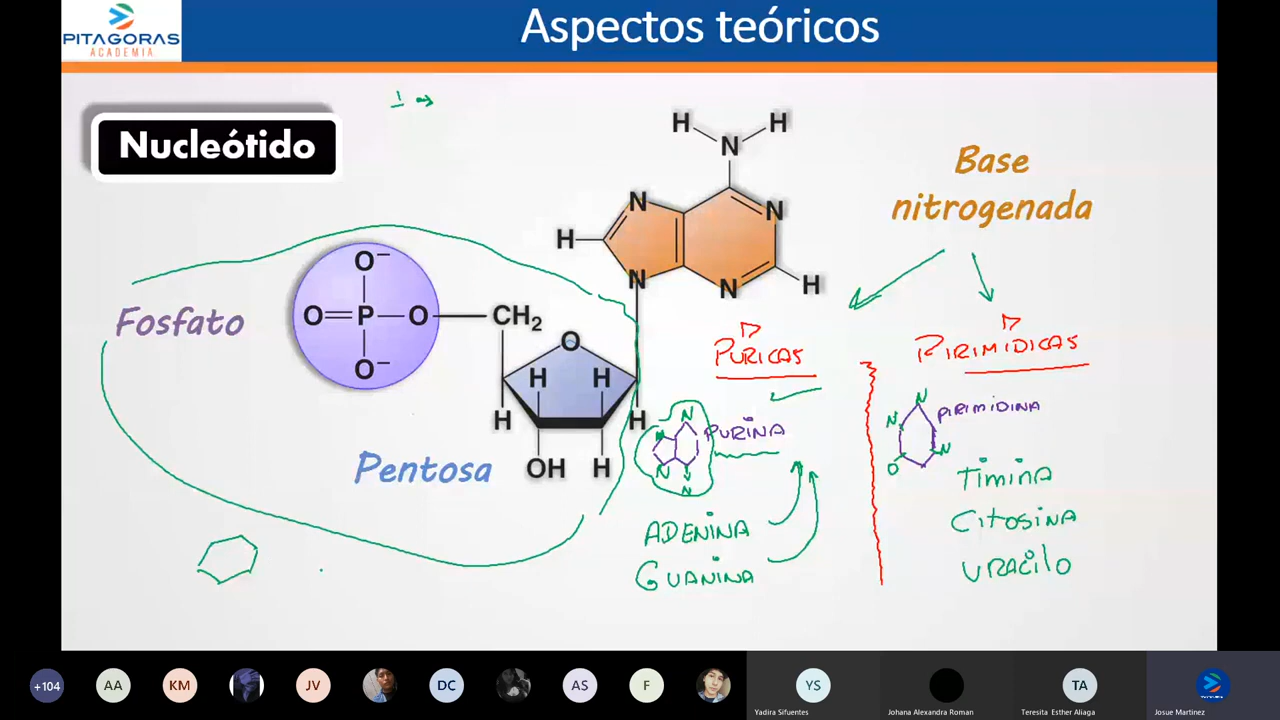 PITAGORAS
ACADEMIA
Aspectos teóricos
1
Nucleótido
H H
N
Base
nitrogenada
N N
H
N N H
O⁻
O P O CH₂
O⁻
Fosfato
O
H H
H H
OH H
Pentosa
PURICAS
PIRIMIDICAS
N
N
N
N
PURINA
N
N
N
O
PIRIMIDINA
ADENINA
GUANINA
Timina
Citosina
URACILO
+104
AA
KM
JV
DC
AS
F
YS
TA
Yadira Sifuentes
Johana Alexandra Roman
Teresita Esther Aliaga
Josue Martinez